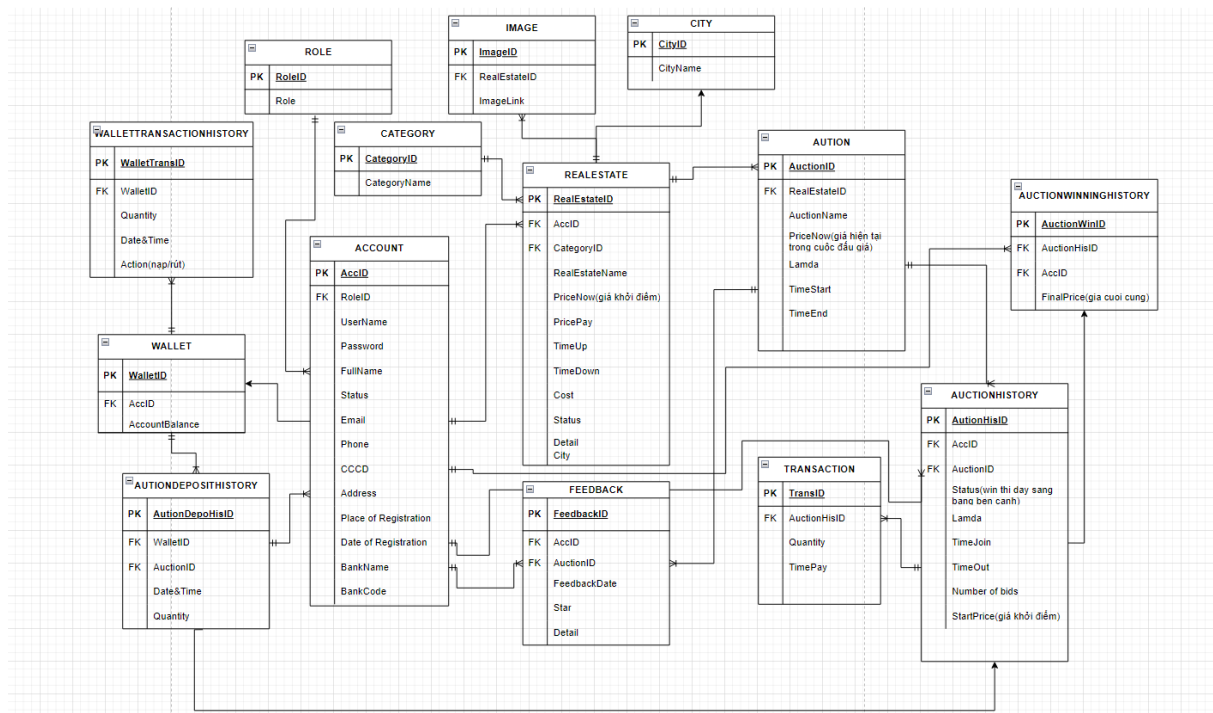 ROLE
PK RoleID
Role
IMAGE
PK ImageID
FK RealEstateID
ImageLink
CITY
PK CityID
CityName
WALLETTRANSACTIONHISTORY
PK WalletTransID
FK WalletID
Quantity
Date&Time
Action(nạp/rút)
CATEGORY
PK CategoryID
CategoryName
REALESTATE
PK RealEstateID
FK AccID
FK CategoryID
RealEstateName
PriceNow(giá khởi điểm)
PricePay
TimeUp
TimeDown
Cost
Status
Detail
City
AUTION
PK AuctionID
FK RealEstateID
AuctionName
PriceNow(giá hiện tại
trong cuộc đấu giá)
Lamda
TimeStart
TimeEnd
AUCTIONWINNINGHISTORY
PK AuctionWinID
FK AuctionHisID
FK AccID
FinalPrice(gia cuoi cung)
ACCOUNT
PK AccID
FK RoleID
UserName
Password
FullName
Status
Email
Phone
CCCD
Address
Place of Registration
Date of Registration
BankName
BankCode
WALLET
PK WalletID
FK AccID
AccountBalance
AUTIONDEPOSITHISTORY
PK AutionDepoHisID
FK WalletID
FK AuctionID
Date&Time
Quantity
FEEDBACK
PK FeedbackID
FK AccID
FK AuctionID
FeedbackDate
Star
Detail
TRANSACTION
PK TransID
FK AuctionHisID
Quantity
TimePay
AUCTIONHISTORY
PK AutionHisID
FK AccID
FK AuctionID
Status(win thi day sang
bang ben canh)
Lamda
TimeJoin
TimeOut
Number of bids
StartPrice(giá khởi điểm)